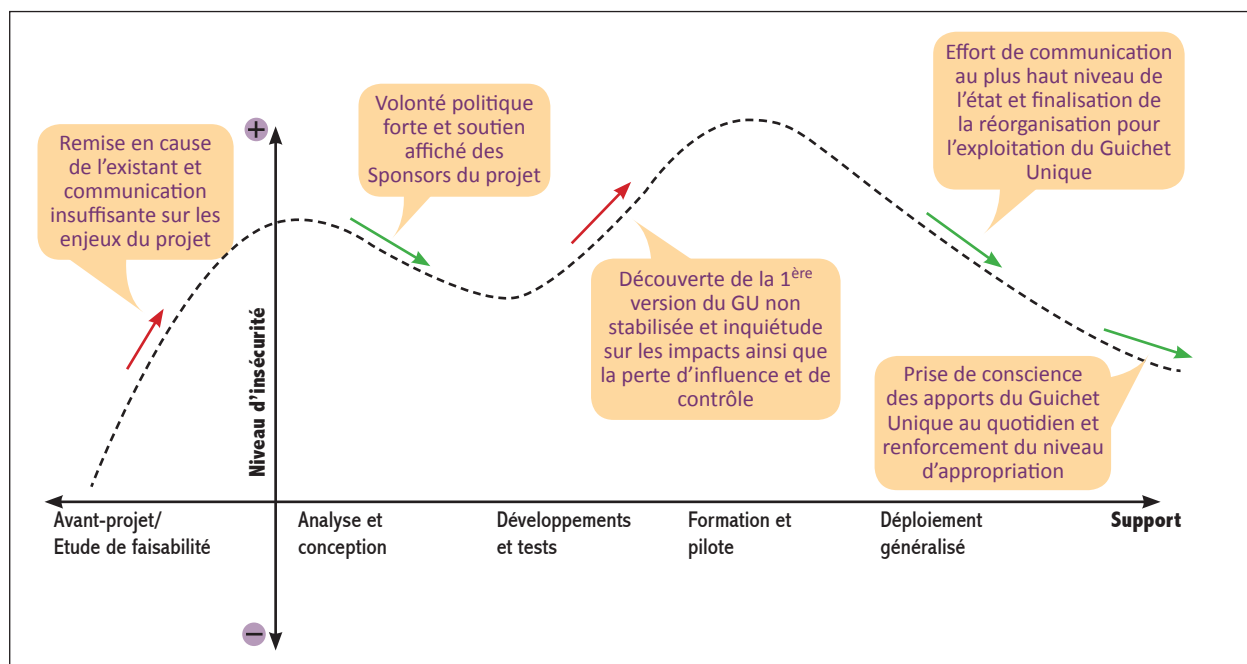 Remise en cause
de l'existant et
communication
insuffisante sur les
enjeux du projet
Volonté politique
forte et soutien
affiché des
Sponsors du projet
Effort de communication
au plus haut niveau de
l'état et finalisation de
la réorganisation pour
l'exploitation du Guichet
Unique
Découverte de la 1ère
version du GU non
stabilisée et inquiétude
sur les impacts ainsi que
la perte d'influence et de
contrôle
Prise de conscience
des apports du Guichet
Unique au quotidien et
renforcement du niveau
d'appropriation
+
Niveau d'insécurité
−
Avant-projet/
Etude de faisabilité
Analyse et
conception
Développements
et tests
Formation et
pilote
Déploiement
généralisé
Support